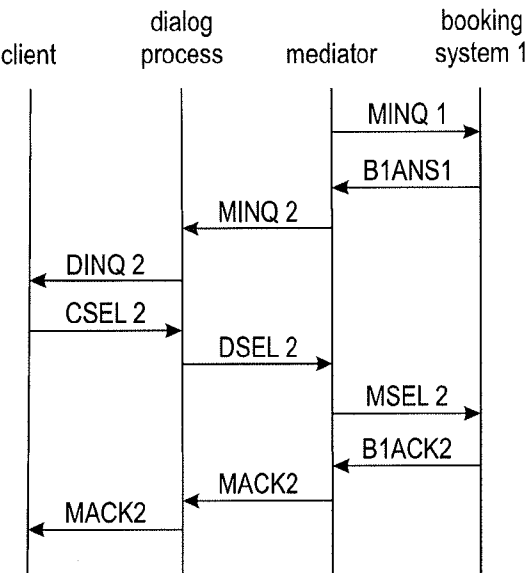 client
dialog
process
mediator
booking
system 1
MINQ 1
B1ANS1
MINQ 2
DINQ 2
CSEL 2
DSEL 2
MSEL 2
B1ACK2
MACK2
MACK2